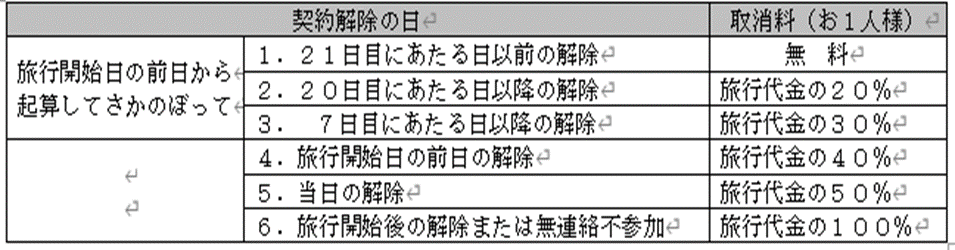 契約解除の日 取消料(お1人様)
旅行開始日の前日から
起算してさかのぼって
1.21日目にあたる日以前の解除 無 料
2.20日目にあたる日以降の解除 旅行代金の20%
3. 7日目にあたる日以降の解除 旅行代金の30%
4.旅行開始日の前日の解除 旅行代金の40%
5.当日の解除 旅行代金の50%
6.旅行開始後の解除または無連絡不参加 旅行代金の100%